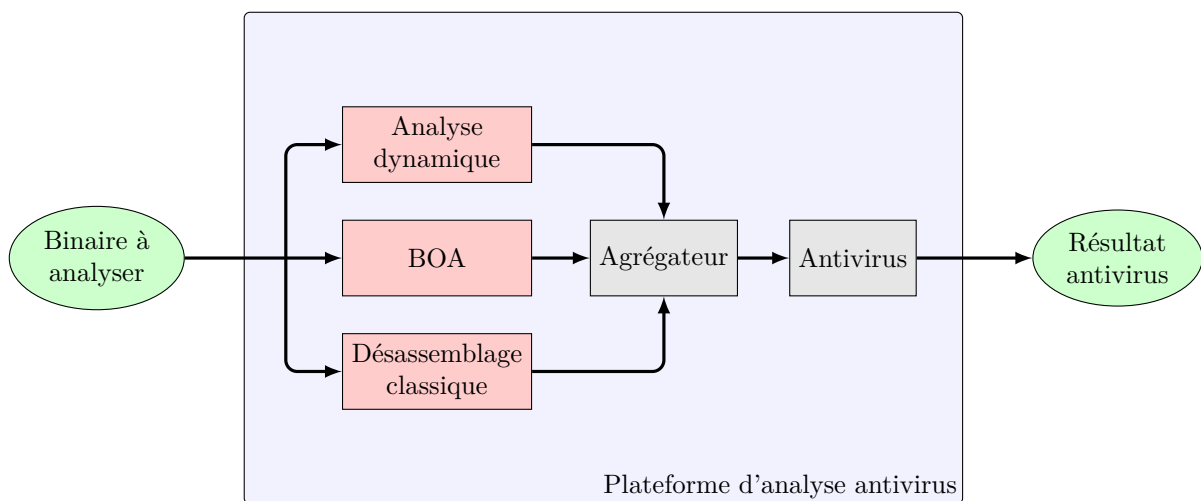 Binaire à
analyser
Analyse
dynamique
BOA
Désassemblage
classique
Agrégateur
Antivirus
Résultat
antivirus
Plateforme d'analyse antivirus